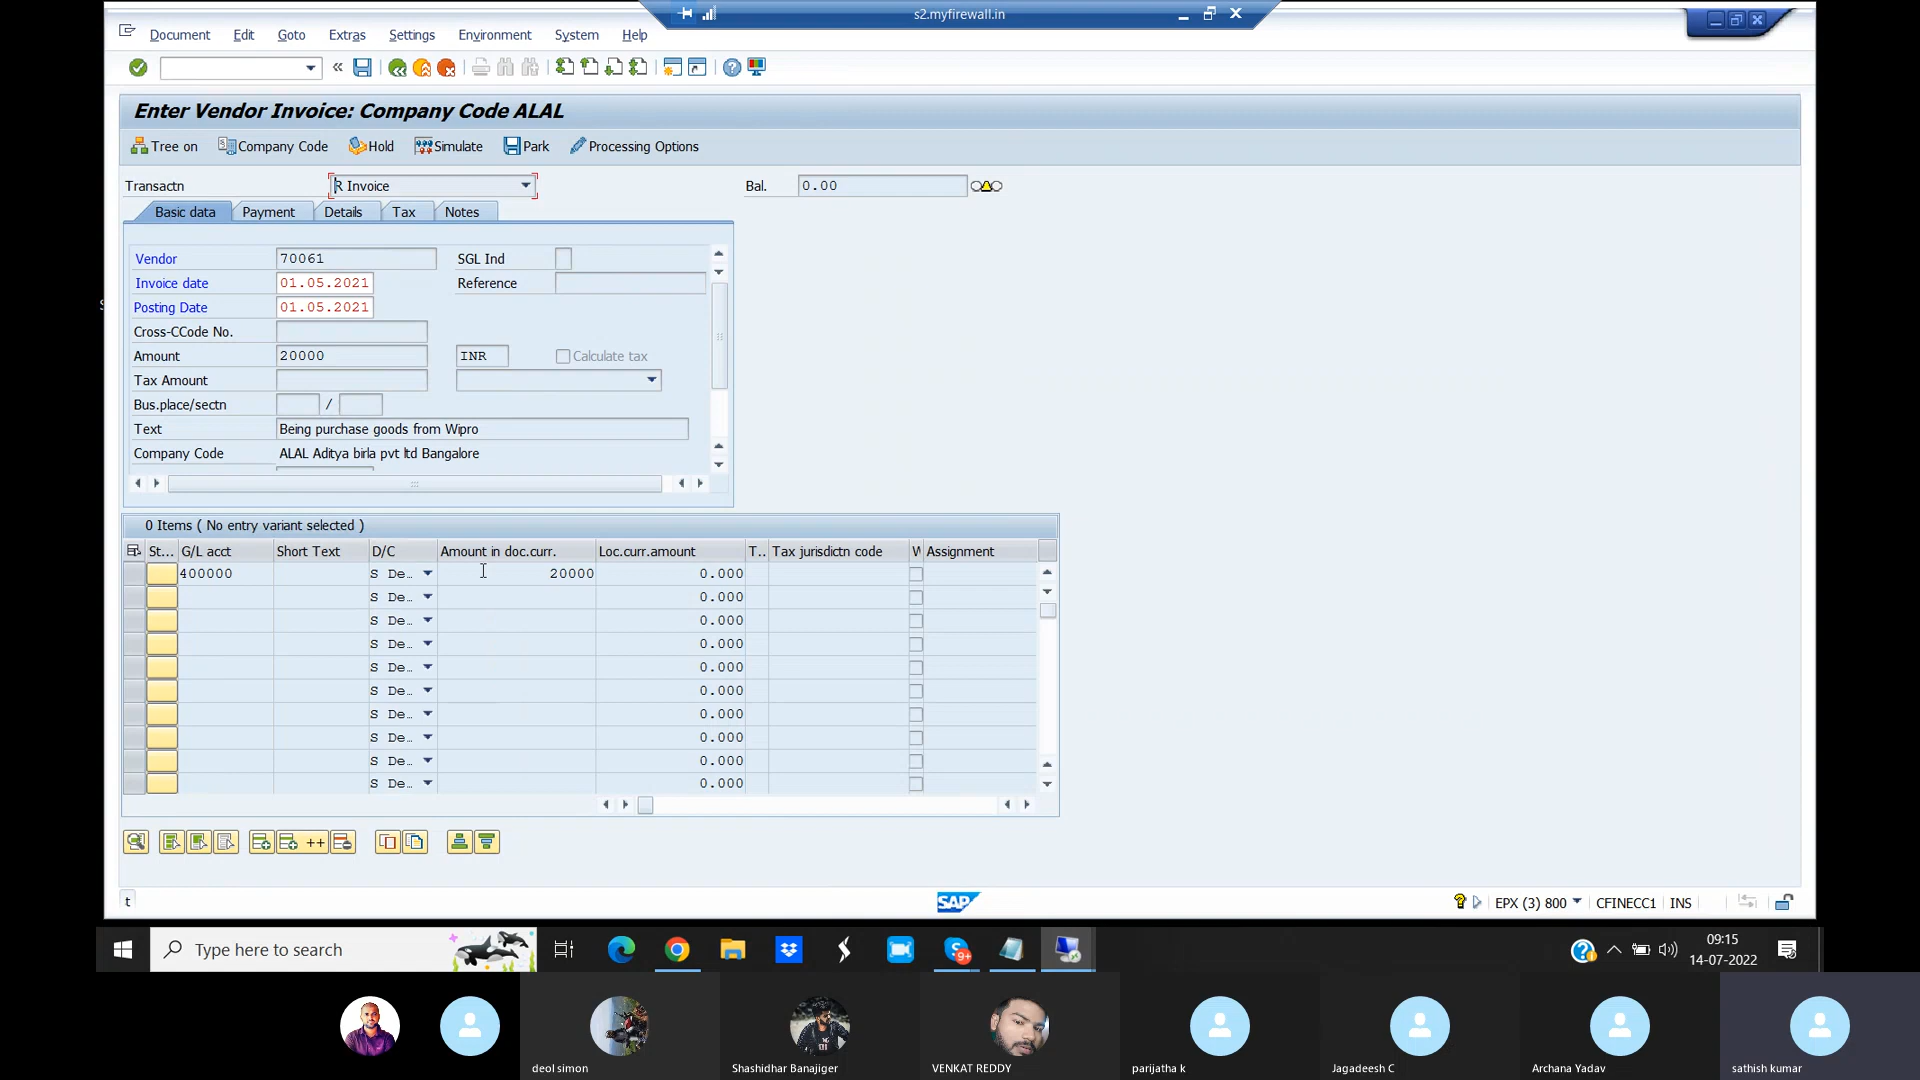 s2.myfirewall.in
Document Edit Goto Extras Settings Environment System Help
Enter Vendor Invoice: Company Code ALAL
Tree on Company Code Hold Simulate Park Processing Options
Transactn R Invoice Bal. 0.00
Basic data Payment Details Tax Notes
Vendor 70061 SGL Ind
Invoice date 01.05.2021 Reference
Posting Date 01.05.2021
Cross-CCode No.
Amount 20000 INR Calculate tax
Tax Amount
Bus.place/sectn /
Text Being purchase goods from Wipro
Company Code ALAL Aditya birla pvt ltd Bangalore
0 Items ( No entry variant selected )
St... G/L acct Short Text D/C Amount in doc.curr. Loc.curr.amount T.. Tax jurisdictn code W Assignment
400000 S De… 20000 0.000
S De… 0.000
S De… 0.000
S De… 0.000
S De… 0.000
S De… 0.000
S De… 0.000
S De… 0.000
S De… 0.000
S De… 0.000
++
t SAP EPX (3) 800 CFINECC1 INS
Type here to search 9+ 09:15
14-07-2022
deol simon Shashidhar Banajiger VENKAT REDDY parijatha k Jagadeesh C Archana Yadav sathish kumar